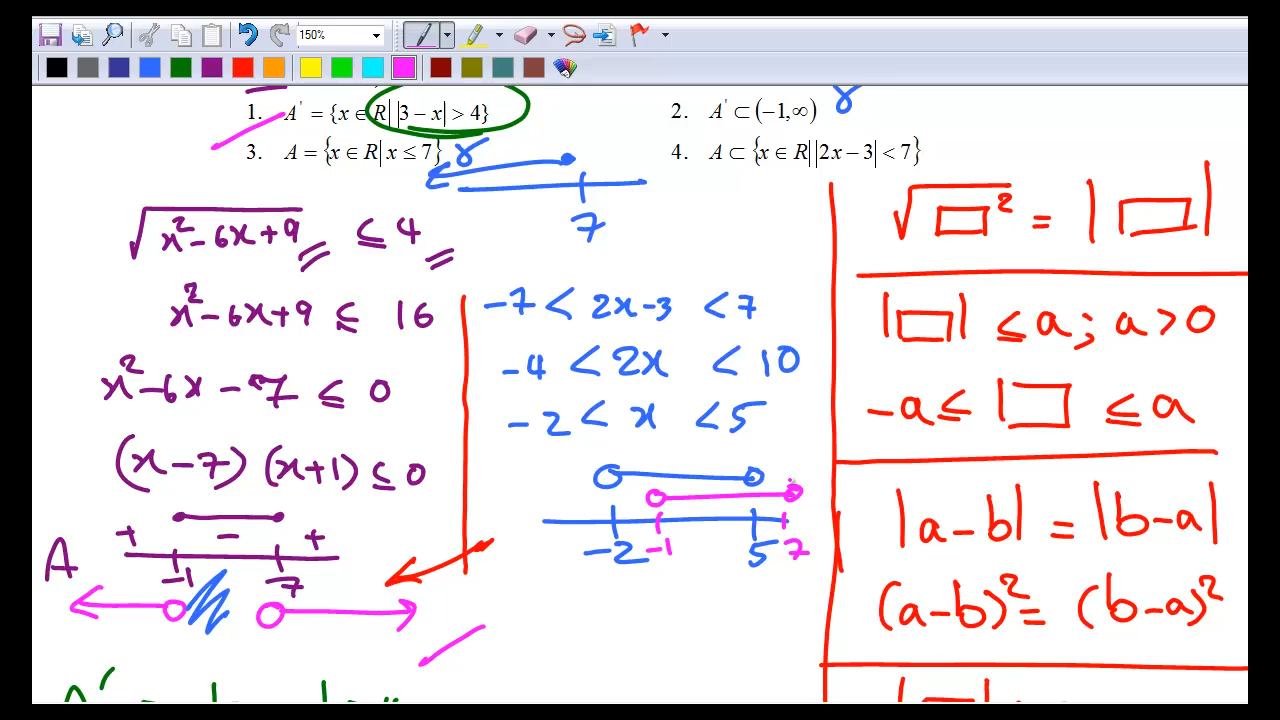 150%
1. A' = {x ∈ R| |3 − x| > 4}
2. A' ⊂ (−1, ∞)
3. A = {x ∈ R| x ≤ 7}
4. A ⊂ {x ∈ R| |2x − 3| < 7}
7
√(x² − 6x + 9) ≤ 4
x² − 6x + 9 ≤ 16
x² − 6x − 7 ≤ 0
(x − 7) (x + 1) ≤ 0
+ − +
A
−1 7
−7 < 2x − 3 < 7
−4 < 2x < 10
−2 < x < 5
−2 −1 5 7
√□² = |□|
|□| ≤ a ; a > 0
−a ≤ □ ≤ a
|a − b| = |b − a|
(a − b)² = (b − a)²